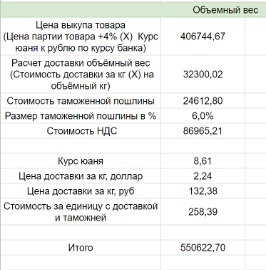 Объемный вес
Цена выкупа товара
(Цена партии товара +4% (X) Курс
юаня к рублю по курсу банка)
406744,67
Расчет доставки объёмный вес
(Стоимость доставки за кг (X) на
объёмный кг)
32300,02
Стоимость таможенной пошлины
24612,80
Размер таможенной пошлины в %
6,0%
Стоимость НДС
86965,21
Курс юаня
8,61
Цена доставки за кг, доллар
2,24
Цена доставки за кг, руб
132,38
Стоимость за единицу с доставкой
и таможней
258,39
Итого
550622,70